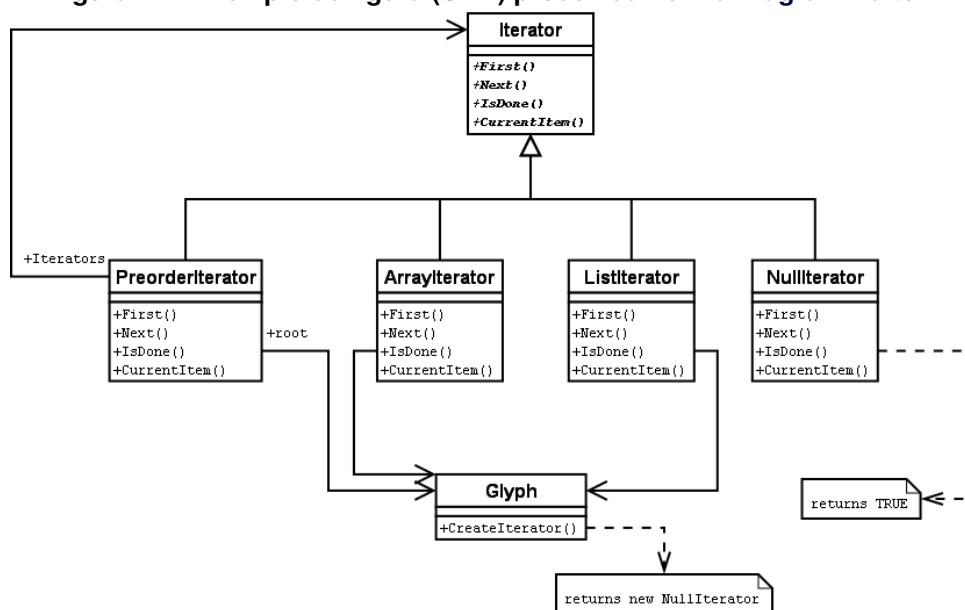 Iterator
+First()
+Next()
+IsDone()
+CurrentItem()
+Iterators
PreorderIterator
+First()
+Next()
+IsDone()
+CurrentItem()
+root
ArrayIterator
+First()
+Next()
+IsDone()
+CurrentItem()
ListIterator
+First()
+Next()
+IsDone()
+CurrentItem()
NullIterator
+First()
+Next()
+IsDone()
+CurrentItem()
Glyph
+CreateIterator()
returns TRUE
returns new NullIterator